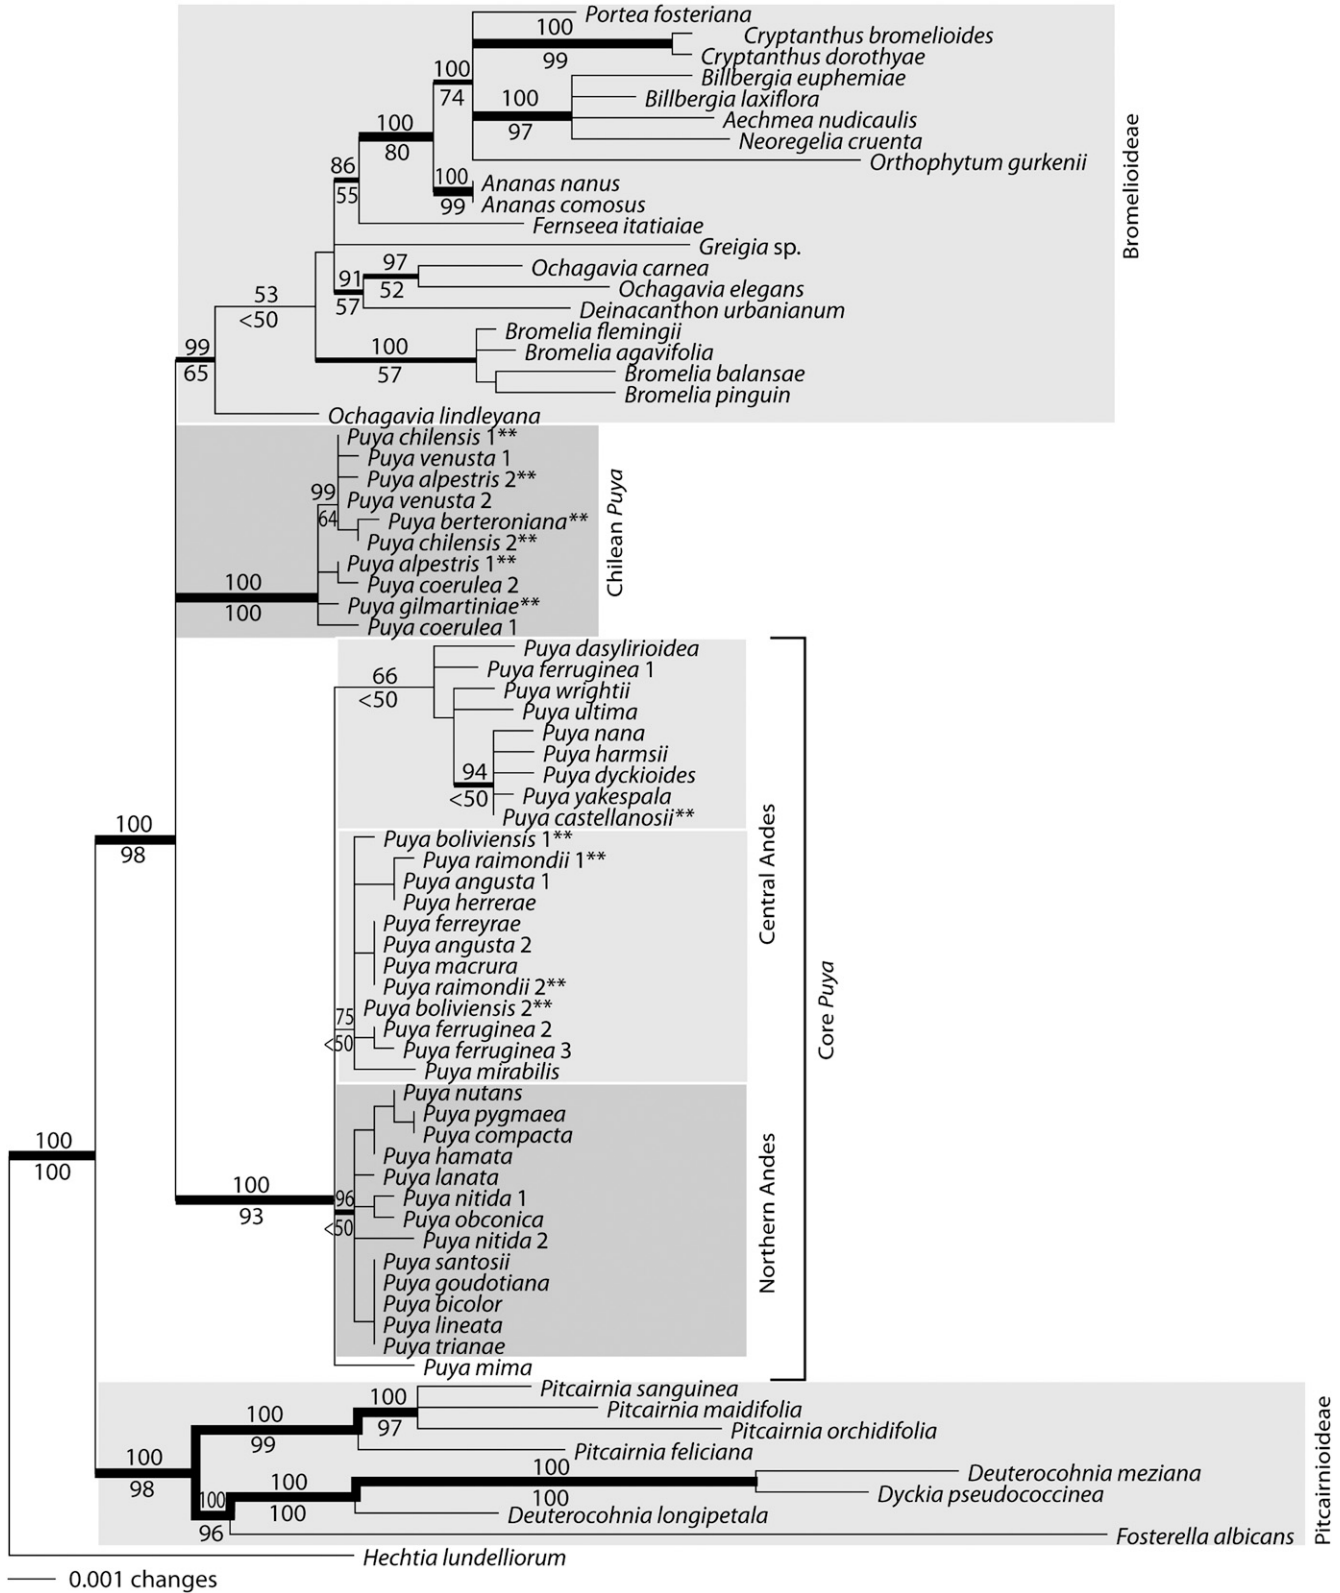 Portea fosteriana
100
Cryptanthus bromelioides
99
Cryptanthus dorothyae
100
Billbergia euphemiae
74
100
Billbergia laxiflora
Aechmea nudicaulis
97
Neoregelia cruenta
100
80
Orthophytum gurkenii
86
55
100
Ananas nanus
99
Ananas comosus
Fernseea itatiaiae
Greigia sp.
97
Ochagavia carnea
91
52
Ochagavia elegans
57
Deinacanthon urbanianum
53
<50
Bromelia flemingii
100
Bromelia agavifolia
57
Bromelia balansae
Bromelia pinguin
99
65
Ochagavia lindleyana
Bromelioideae
Puya chilensis 1**
Puya venusta 1
Puya alpestris 2**
99
Puya venusta 2
64
Puya berteroniana**
Puya chilensis 2**
Puya alpestris 1**
100
Puya coerulea 2
100
Puya gilmartiniae**
Puya coerulea 1
Chilean Puya
Puya dasylirioidea
66
Puya ferruginea 1
<50
Puya wrightii
Puya ultima
Puya nana
Puya harmsii
94
Puya dyckioides
<50
Puya yakespala
Puya castellanosii**
100
98
Puya boliviensis 1**
Puya raimondii 1**
Puya angusta 1
Puya herrerae
Puya ferreyrae
Puya angusta 2
Puya macrura
Puya raimondii 2**
Puya boliviensis 2**
75
<50
Puya ferruginea 2
Puya ferruginea 3
Puya mirabilis
Central Andes
Core Puya
Puya nutans
Puya pygmaea
Puya compacta
Puya hamata
Puya lanata
100
93
96
<50
Puya nitida 1
Puya obconica
Puya nitida 2
Puya santosii
Puya goudotiana
Puya bicolor
Puya lineata
Puya trianae
Northern Andes
Puya mima
100
100
Pitcairnia sanguinea
100
Pitcairnia maidifolia
97
100
99
Pitcairnia orchidifolia
Pitcairnia feliciana
100
98
100
100
Deuterocohnia meziana
Dyckia pseudococcinea
100
100
Deuterocohnia longipetala
100
96
Fosterella albicans
Pitcairnioideae
Hechtia lundelliorum
0.001 changes